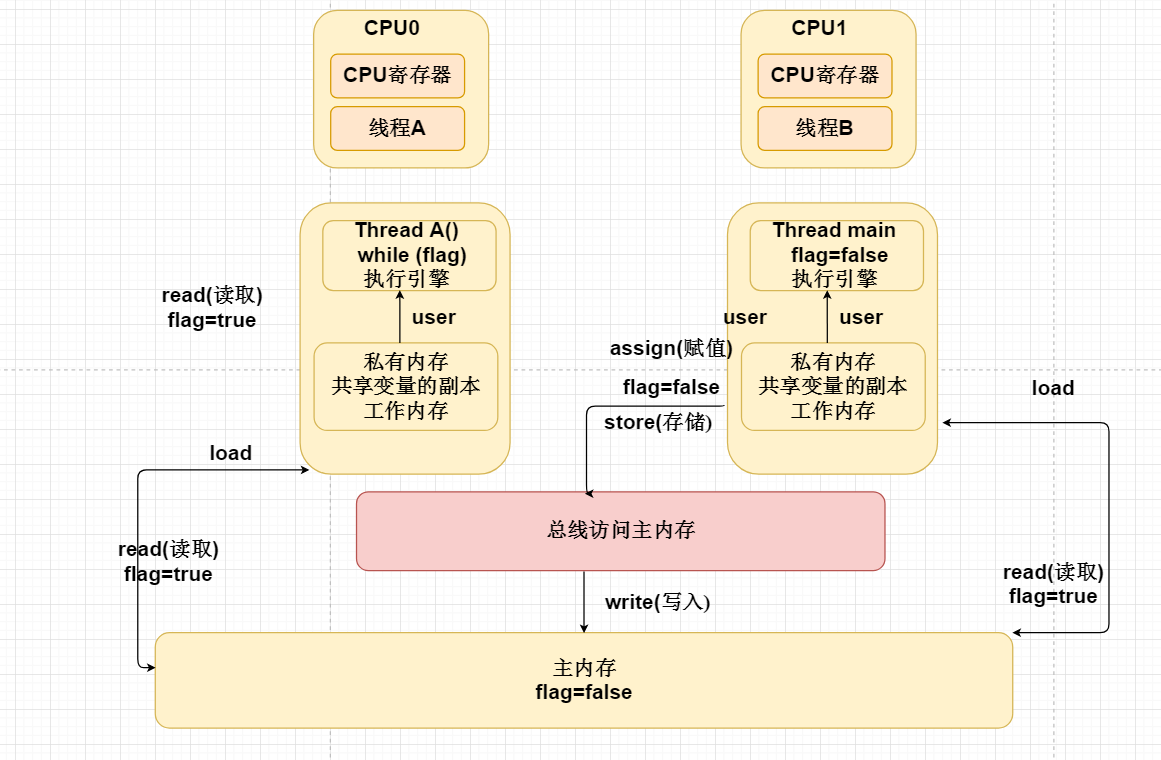 CPU0
CPU寄存器
线程A
CPU1
CPU寄存器
线程B
Thread A()
while (flag)
执行引擎
Thread main
flag=false
执行引擎
read(读取)
flag=true
user
user
user
assign(赋值)
私有内存
共享变量的副本
工作内存
flag=false
store(存储)
私有内存
共享变量的副本
工作内存
load
load
总线访问主内存
read(读取)
flag=true
read(读取)
flag=true
write(写入)
主内存
flag=false